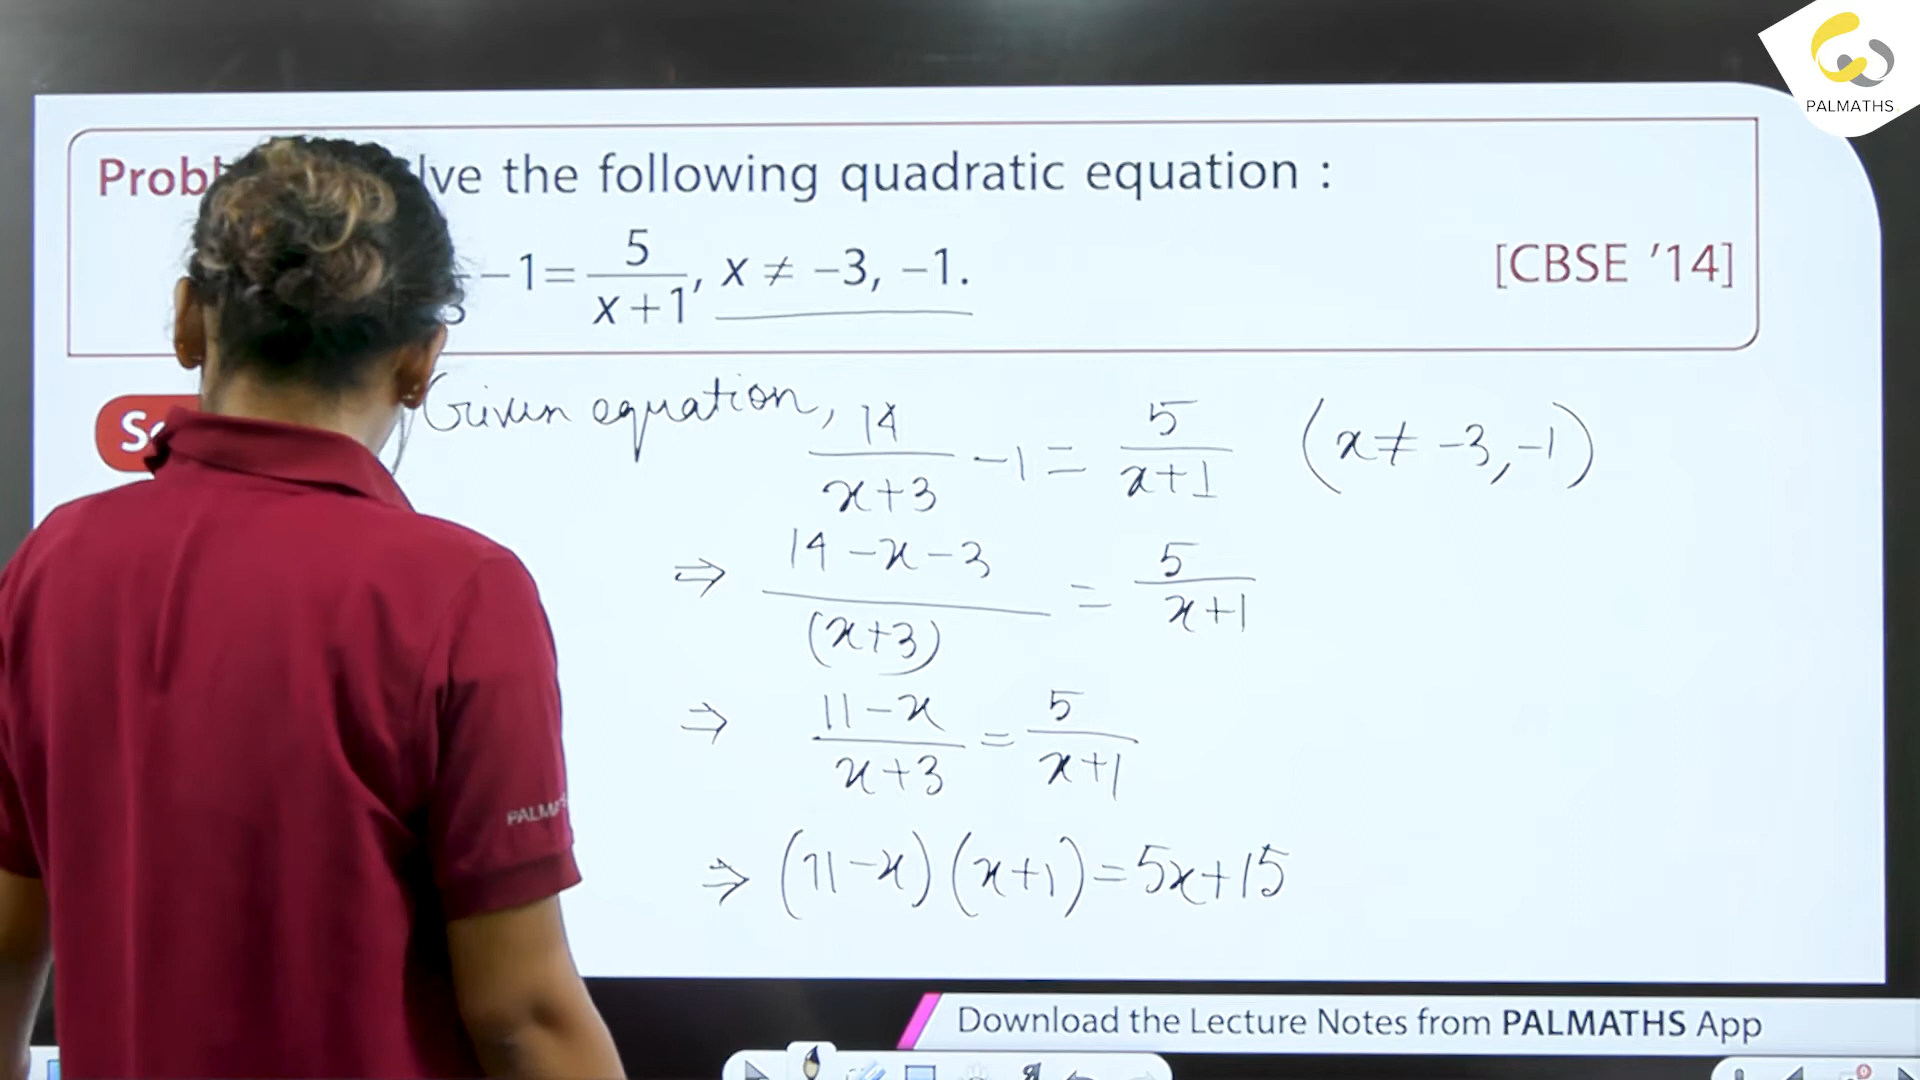 PALMATHS
lve the following quadratic equation :
−1= 5/x+1, x ≠ −3, −1.
[CBSE ’14]
Given equation, 14/x+3 −1 = 5/x+1 (x ≠ −3, −1)
⇒ 14−x−3/(x+3) = 5/x+1
⇒ 11−x/x+3 = 5/x+1
⇒ (11−x)(x+1)=5x+15
Download the Lecture Notes from PALMATHS App